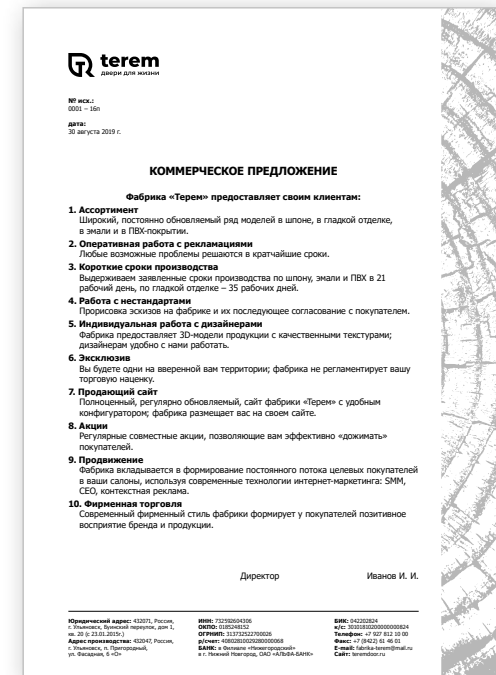 terem
двери для жизни
№ исх.:
0001 – 16п
дата:
30 августа 2019 г.
КОММЕРЧЕСКОЕ ПРЕДЛОЖЕНИЕ
Фабрика «Терем» предоставляет своим клиентам:
1. Ассортимент
Широкий, постоянно обновляемый ряд моделей в шпоне, в гладкой отделке,
в эмали и в ПВХ-покрытии.
2. Оперативная работа с рекламациями
Любые возможные проблемы решаются в кратчайшие сроки.
3. Короткие сроки производства
Выдерживаем заявленные сроки производства по шпону, эмали и ПВХ в 21
рабочий день, по гладкой отделке – 35 рабочих дней.
4. Работа с нестандартами
Прорисовка эскизов на фабрике и их последующее согласование с покупателем.
5. Индивидуальная работа с дизайнерами
Фабрика предоставляет 3D-модели продукции с качественными текстурами;
дизайнерам удобно с нами работать.
6. Эксклюзив
Вы будете одни на вверенной вам территории; фабрика не регламентирует вашу
торговую наценку.
7. Продающий сайт
Полноценный, регулярно обновляемый, сайт фабрики «Терем» с удобным
конфигуратором; фабрика размещает вас на своем сайте.
8. Акции
Регулярные совместные акции, позволяющие вам эффективно «дожимать»
покупателей.
9. Продвижение
Фабрика вкладывается в формирование постоянного потока целевых покупателей
в ваши салоны, используя современные технологии интернет-маркетинга: SMM,
СЕО, контекстная реклама.
10. Фирменная торговля
Современный фирменный стиль фабрики формирует у покупателей позитивное
восприятие бренда и продукции.
Директор Иванов И. И.
Юридический адрес: 432071, Россия,
г. Ульяновск, Буинский переулок, дом 1,
кв. 20 (с 23.01.2015г.)
Адрес производства: 432047, Россия,
г. Ульяновск, п. Пригородный,
ул. Фасадная, 6 «О»
ИНН: 732592604306
ОКПО: 0185248152
ОГРНИП: 313732522700026
р/счет: 40802810029280000068
БАНК: в Филиале «Нижегородский»
в г. Нижний Новгород, ОАО «АЛЬФА-БАНК»
БИК: 042202824
к/с: 30101810200000000824
Телефон: +7 927 812 10 00
Факс: +7 (8422) 61 46 01
E-mail: fabrika-terem@mail.ru
Сайт: teremdoor.ru